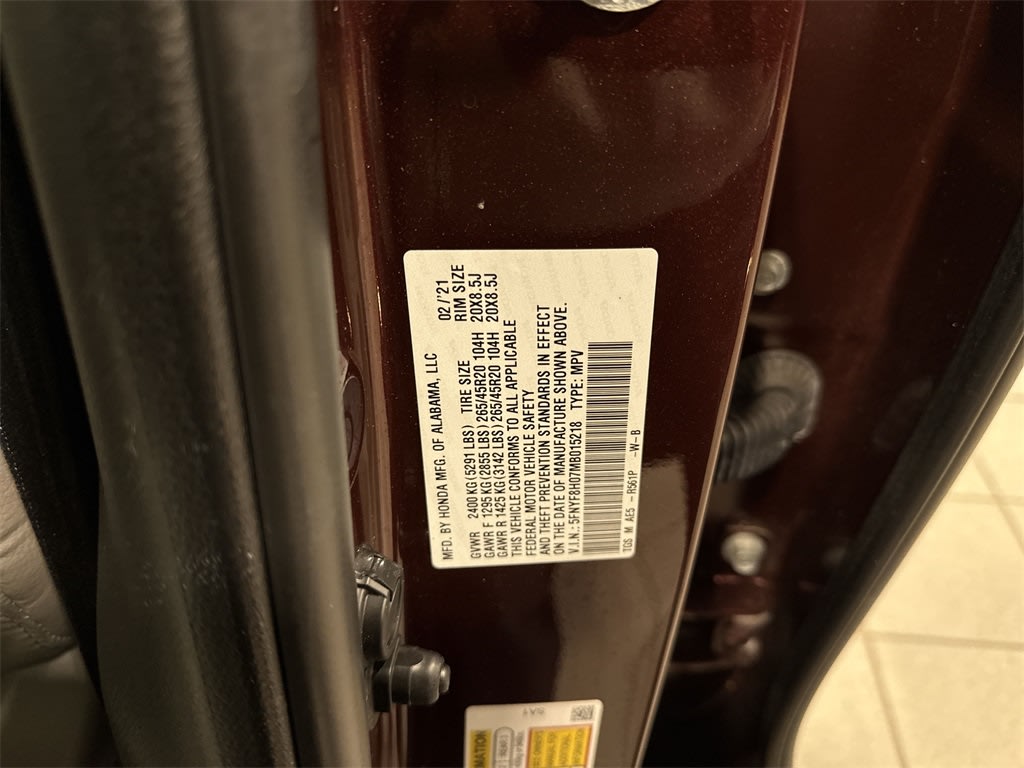 MFD. BY HONDA MFG. OF ALABAMA, LLC 02/'21
GVWR 2400 KG (5291 LBS) TIRE SIZE RIM SIZE
GAWR F 1295 KG (2855 LBS) 265/45R20 104H 20X8.5J
GAWR R 1425 KG (3142 LBS) 265/45R20 104H 20X8.5J
THIS VEHICLE CONFORMS TO ALL APPLICABLE
FEDERAL MOTOR VEHICLE SAFETY
AND THEFT PREVENTION STANDARDS IN EFFECT
ON THE DATE OF MANUFACTURE SHOWN ABOVE.
V.I.N.: 5FNYF8H07MB015218 TYPE: MPV
TGS M AE5 - R561P -W-B